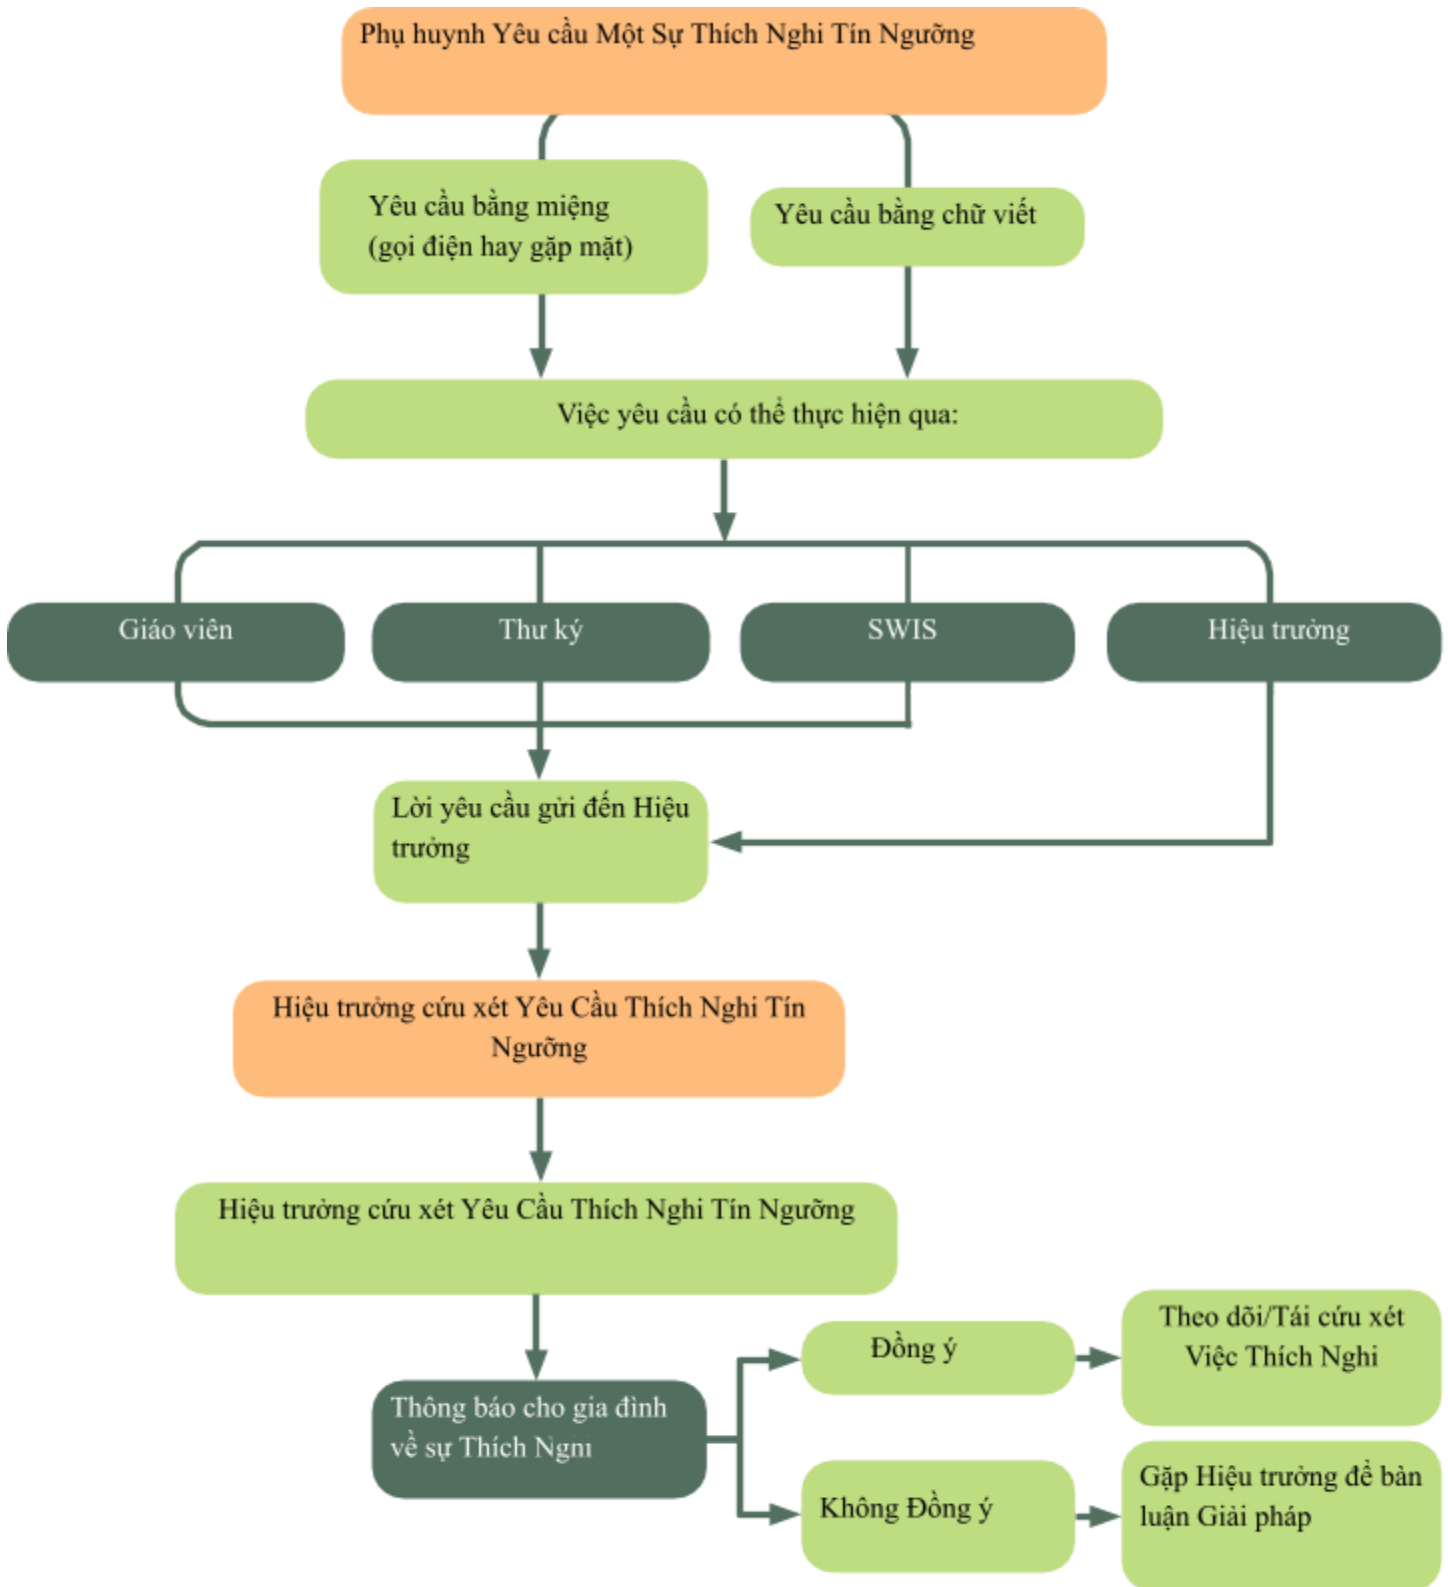 Phụ huynh Yêu cầu Một Sự Thích Nghi Tín Ngưỡng
Yêu cầu bằng miệng
(gọi điện hay gặp mặt)
Yêu cầu bằng chữ viết
Việc yêu cầu có thể thực hiện qua:
Giáo viên
Thư ký
SWIS
Hiệu trưởng
Lời yêu cầu gửi đến Hiệu
trưởng
Hiệu trưởng cứu xét Yêu Cầu Thích Nghi Tín
Ngưỡng
Hiệu trưởng cứu xét Yêu Cầu Thích Nghi Tín Ngưỡng
Thông báo cho gia đình
về sự Thích Nghi
Đồng ý
Theo dõi/Tái cứu xét
Việc Thích Nghi
Không Đồng ý
Gặp Hiệu trưởng để bàn
luận Giải pháp